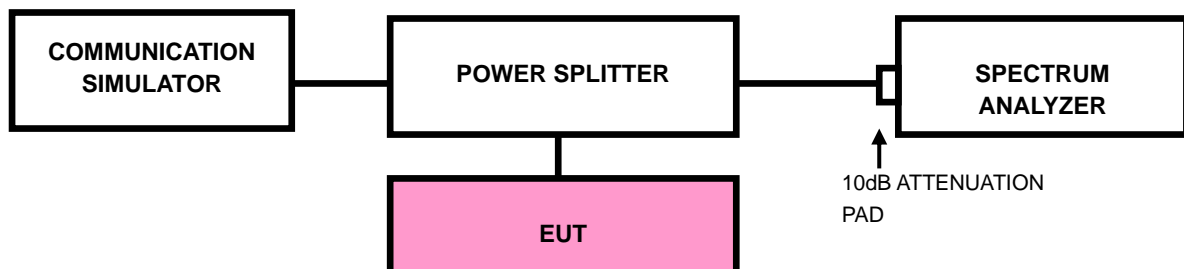 COMMUNICATION
SIMULATOR
POWER SPLITTER
SPECTRUM
ANALYZER
10dB ATTENUATION
PAD
EUT